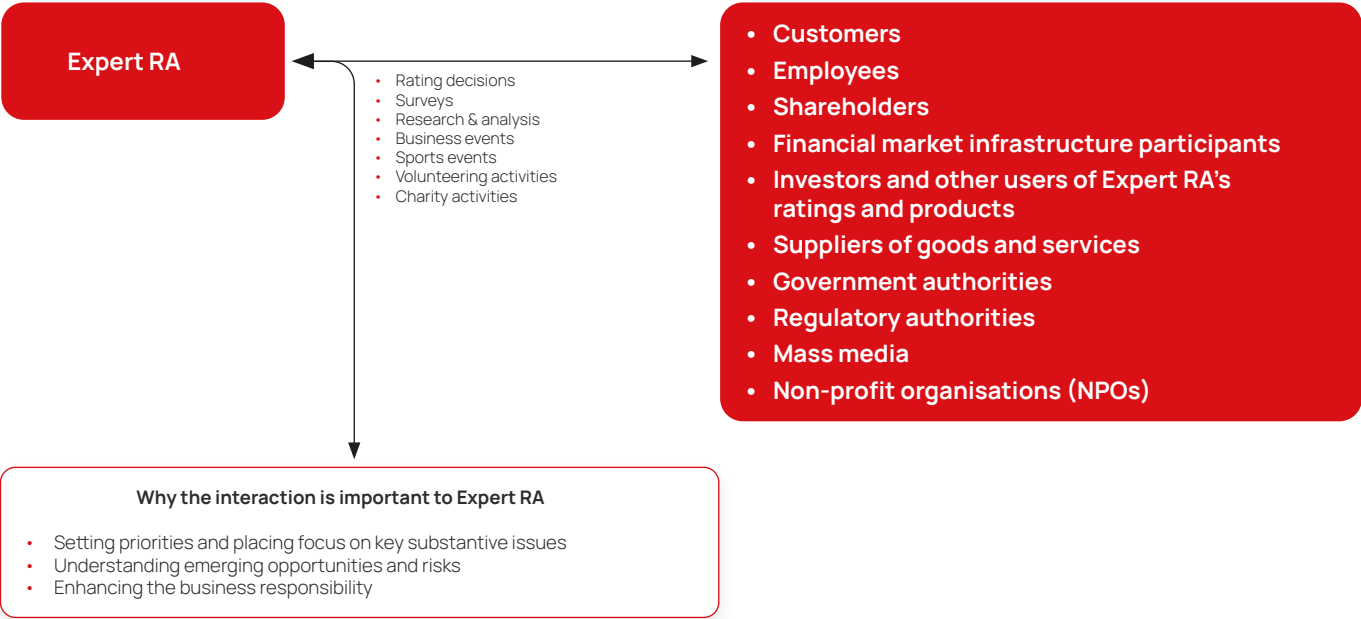 Expert RA
• Rating decisions
• Surveys
• Research & analysis
• Business events
• Sports events
• Volunteering activities
• Charity activities
• Customers
• Employees
• Shareholders
• Financial market infrastructure participants
• Investors and other users of Expert RA's
ratings and products
• Suppliers of goods and services
• Government authorities
• Regulatory authorities
• Mass media
• Non-profit organisations (NPOs)
Why the interaction is important to Expert RA
• Setting priorities and placing focus on key substantive issues
• Understanding emerging opportunities and risks
• Enhancing the business responsibility